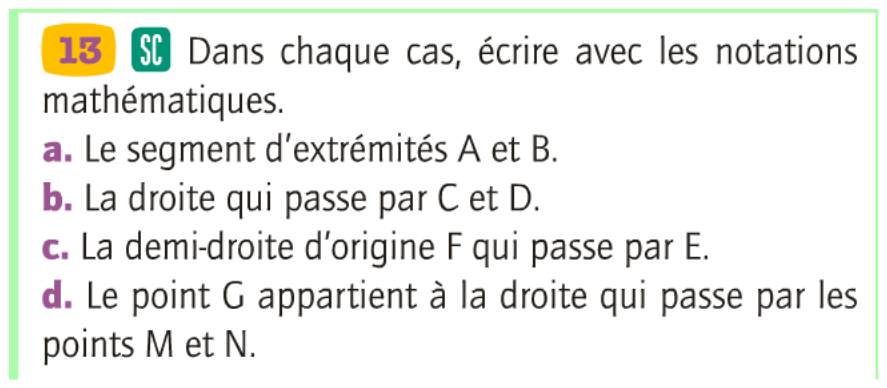 13 SC Dans chaque cas, écrire avec les notations
mathématiques.
a. Le segment d'extrémités A et B.
b. La droite qui passe par C et D.
c. La demi-droite d'origine F qui passe par E.
d. Le point G appartient à la droite qui passe par les
points M et N.